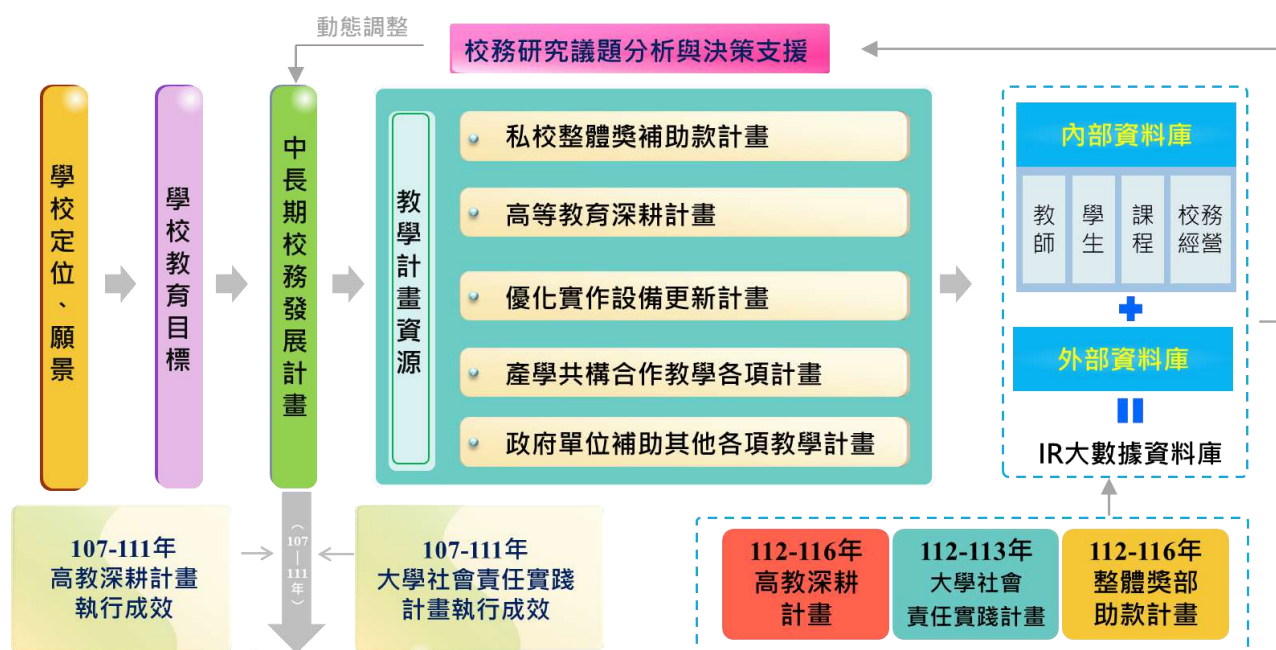 動態調整
校務研究議題分析與決策支援
學校定位、願景
學校教育目標
中長期校務發展計畫
教學計畫資源
私校整體獎補助款計畫
高等教育深耕計畫
優化實作設備更新計畫
產學共構合作教學各項計畫
政府單位補助其他各項教學計畫
內部資料庫
教師
學生
課程
校務經營
外部資料庫
IR大數據資料庫
107-111年
高教深耕計畫
執行成效
（107—111年）
107-111年
大學社會責任實踐
計畫執行成效
112-116年
高教深耕
計畫
112-113年
大學社會
責任實踐計畫
112-116年
整體獎部
助款計畫